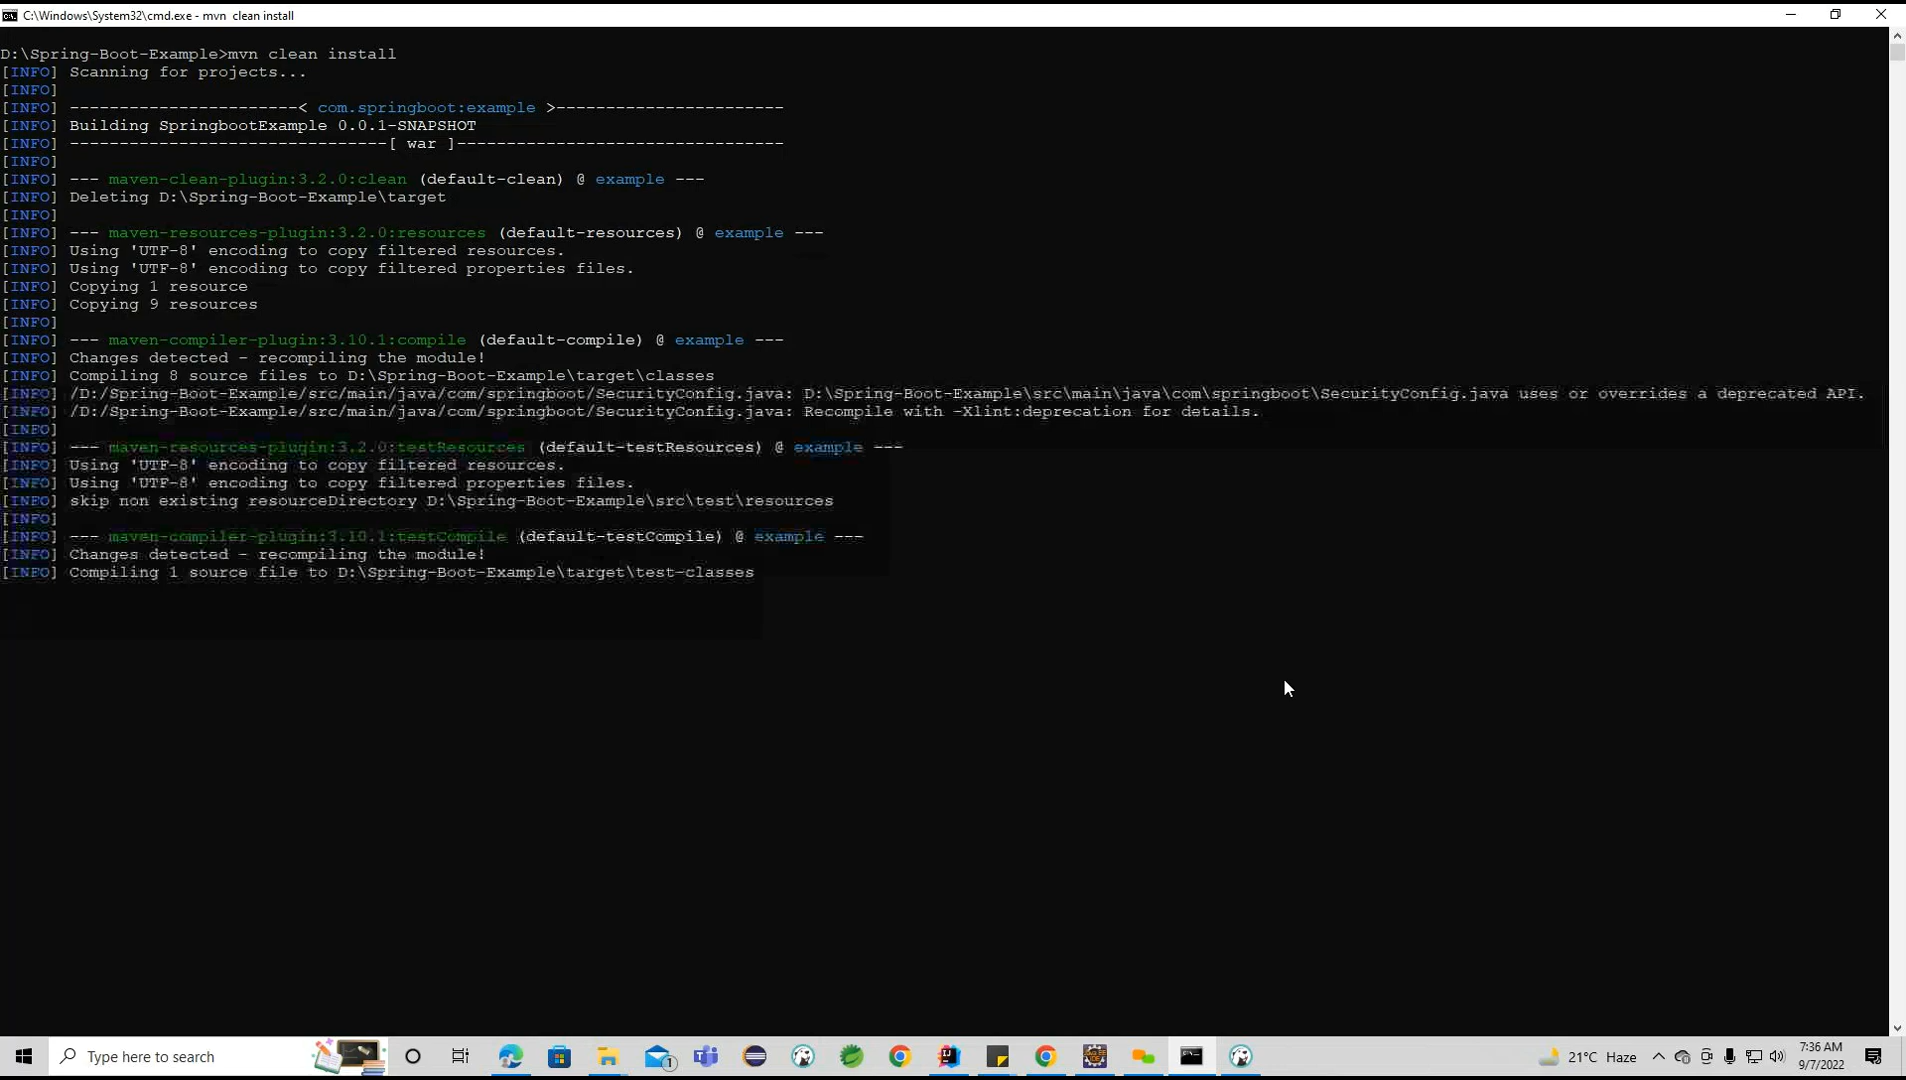 C:\Windows\System32\cmd.exe - mvn  clean install
D:\Spring-Boot-Example>mvn clean install
[INFO] Scanning for projects...
[INFO]
[INFO] -----------------------< com.springboot:example >-----------------------
[INFO] Building SpringbootExample 0.0.1-SNAPSHOT
[INFO] --------------------------------[ war ]---------------------------------
[INFO]
[INFO] --- maven-clean-plugin:3.2.0:clean (default-clean) @ example ---
[INFO] Deleting D:\Spring-Boot-Example\target
[INFO]
[INFO] --- maven-resources-plugin:3.2.0:resources (default-resources) @ example ---
[INFO] Using 'UTF-8' encoding to copy filtered resources.
[INFO] Using 'UTF-8' encoding to copy filtered properties files.
[INFO] Copying 1 resource
[INFO] Copying 9 resources
[INFO]
[INFO] --- maven-compiler-plugin:3.10.1:compile (default-compile) @ example ---
[INFO] Changes detected - recompiling the module!
[INFO] Compiling 8 source files to D:\Spring-Boot-Example\target\classes
[INFO] /D:/Spring-Boot-Example/src/main/java/com/springboot/SecurityConfig.java: D:\Spring-Boot-Example\src\main\java\com\springboot\SecurityConfig.java uses or overrides a deprecated API.
[INFO] /D:/Spring-Boot-Example/src/main/java/com/springboot/SecurityConfig.java: Recompile with -Xlint:deprecation for details.
[INFO]
[INFO] --- maven-resources-plugin:3.2.0:testResources (default-testResources) @ example ---
[INFO] Using 'UTF-8' encoding to copy filtered resources.
[INFO] Using 'UTF-8' encoding to copy filtered properties files.
[INFO] skip non existing resourceDirectory D:\Spring-Boot-Example\src\test\resources
[INFO]
[INFO] --- maven-compiler-plugin:3.10.1:testCompile (default-testCompile) @ example ---
[INFO] Changes detected - recompiling the module!
[INFO] Compiling 1 source file to D:\Spring-Boot-Example\target\test-classes
Type here to search
1
21°C Haze
7:36 AM
9/7/2022